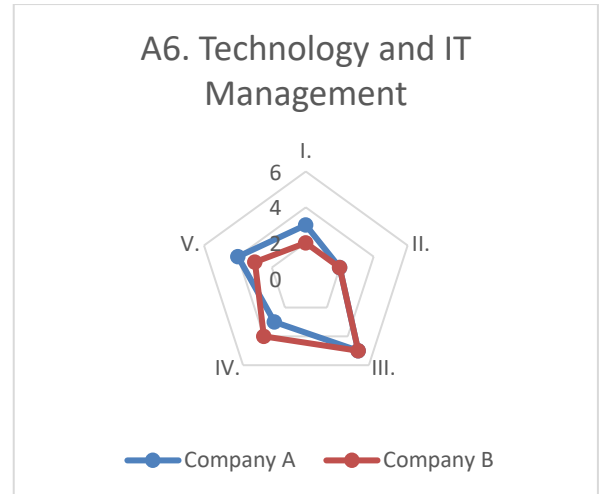 A6. Technology and IT
Management
I.
6
4
2
0
II.
III.
IV.
V.
Company A
Company B